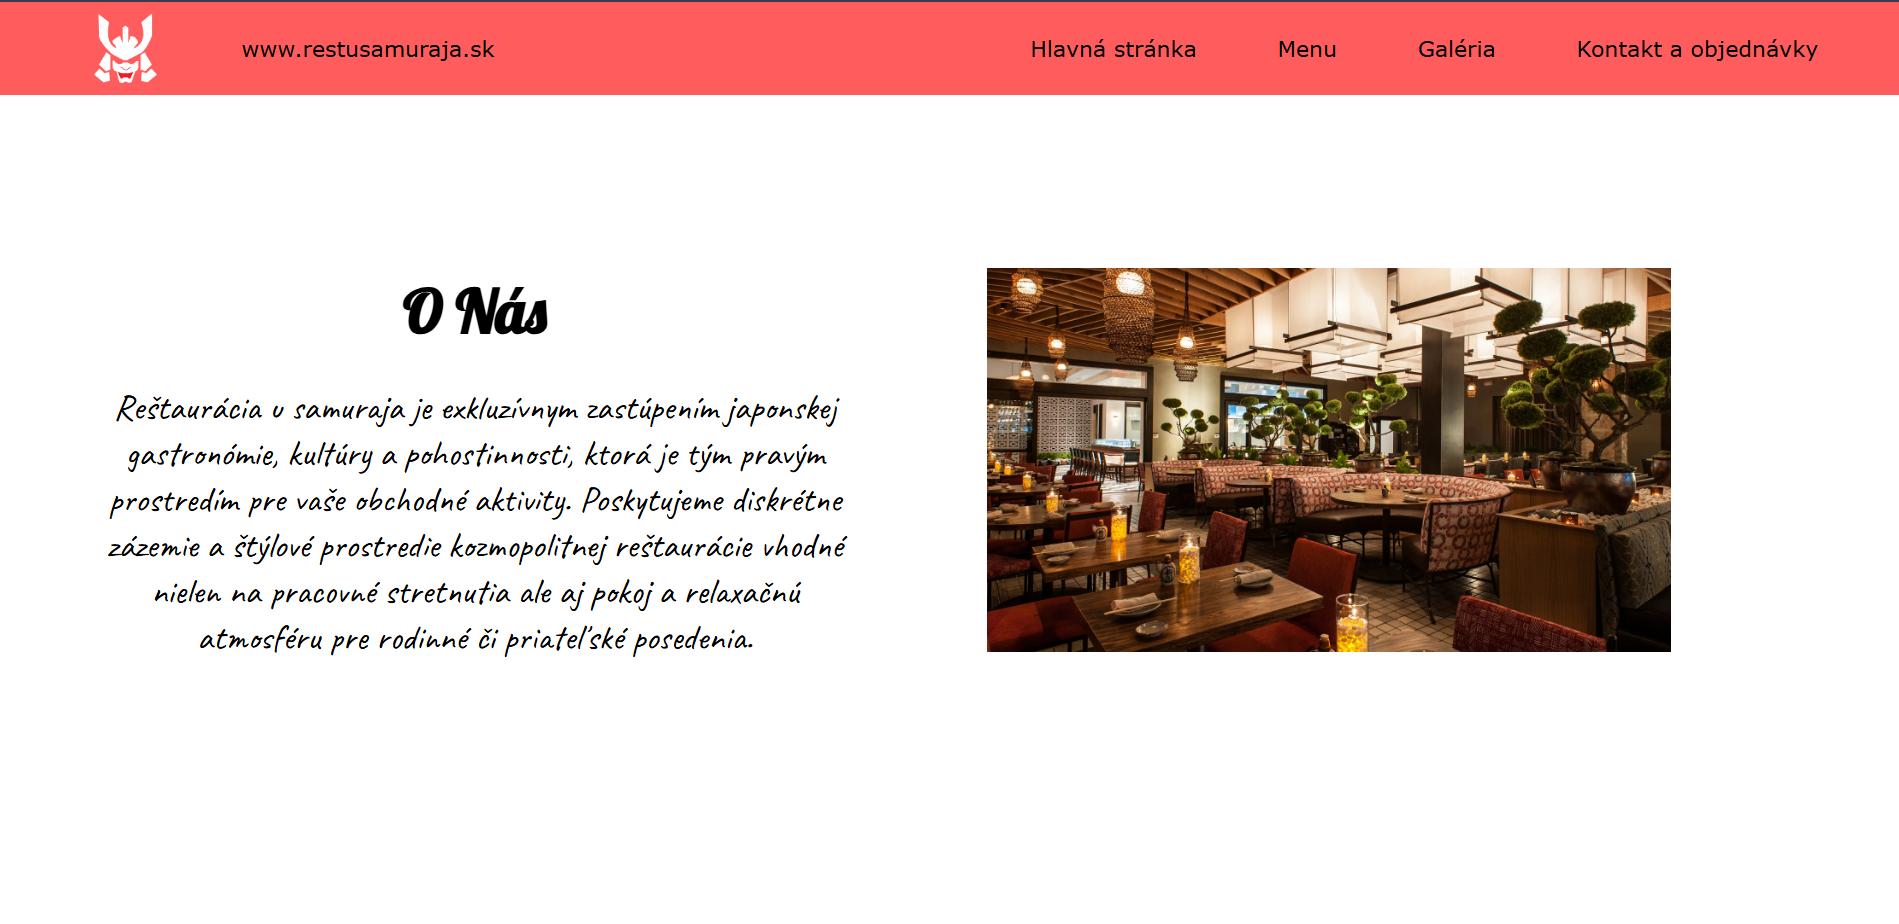 www.restusamuraja.sk
Hlavná stránka
Menu
Galéria
Kontakt a objednávky
O Nás
Reštaurácia u samuraja je exkluzívnym zastúpením japonskej
gastronómie, kultúry a pohostinnosti, ktorá je tým pravým
prostredím pre vaše obchodné aktivity. Poskytujeme diskrétne
zázemie a štýlové prostredie kozmopolitnej reštaurácie vhodné
nielen na pracovné stretnutia ale aj pokoj a relaxačnú
atmosféru pre rodinné či priateľské posedenia.